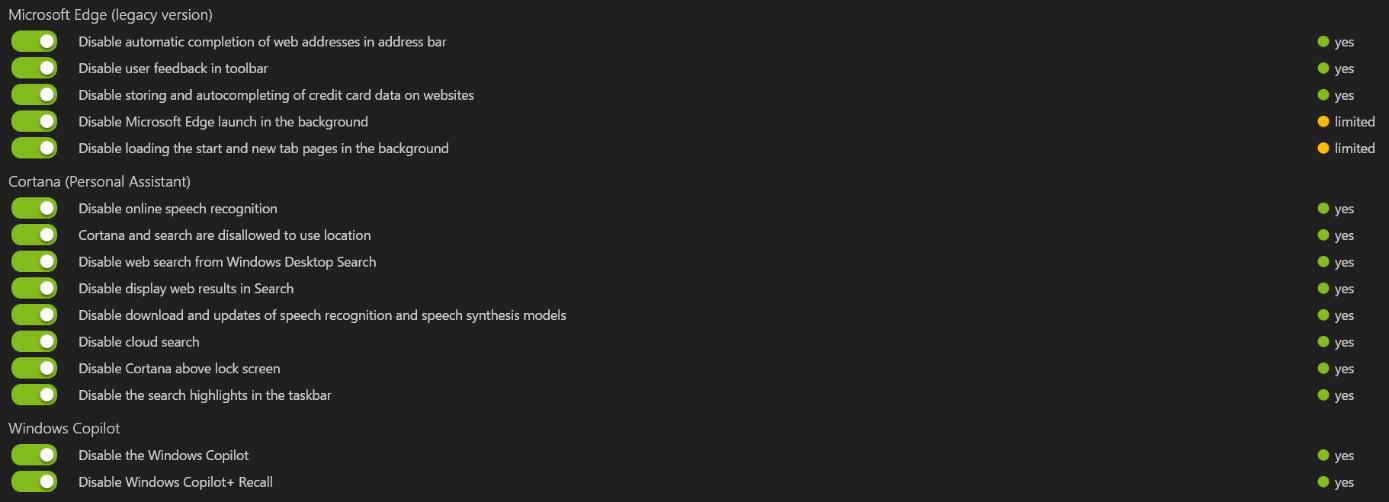 Microsoft Edge (legacy version)
Disable automatic completion of web addresses in address bar yes
Disable user feedback in toolbar yes
Disable storing and autocompleting of credit card data on websites yes
Disable Microsoft Edge launch in the background limited
Disable loading the start and new tab pages in the background limited
Cortana (Personal Assistant)
Disable online speech recognition yes
Cortana and search are disallowed to use location yes
Disable web search from Windows Desktop Search yes
Disable display web results in Search yes
Disable download and updates of speech recognition and speech synthesis models yes
Disable cloud search yes
Disable Cortana above lock screen yes
Disable the search highlights in the taskbar yes
Windows Copilot
Disable the Windows Copilot yes
Disable Windows Copilot+ Recall yes